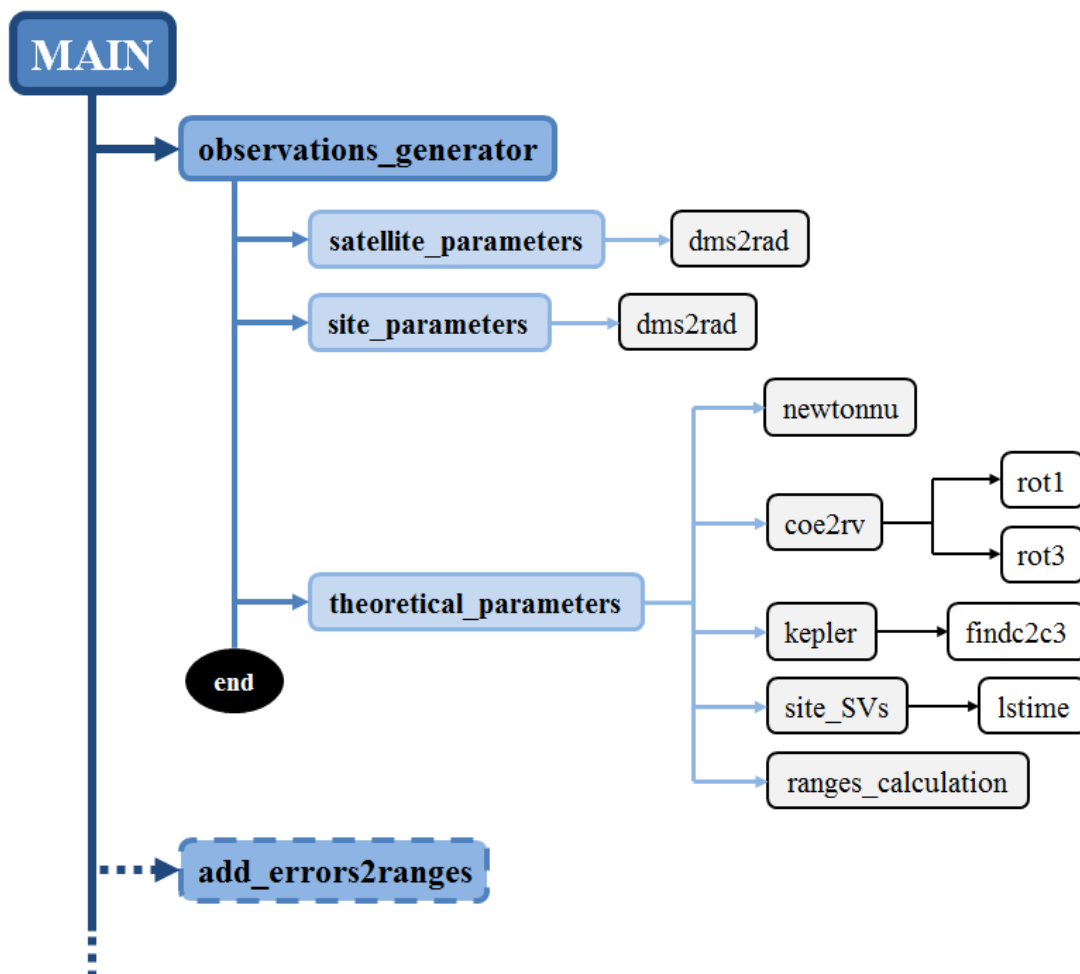 MAIN
observations_generator
satellite_parameters
dms2rad
site_parameters
dms2rad
newtonnu
rot1
coe2rv
rot3
theoretical_parameters
kepler
findc2c3
end
site_SVs
lstime
ranges_calculation
add_errors2ranges